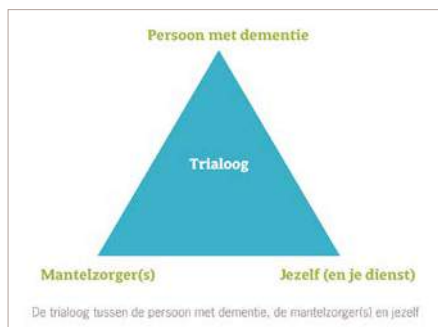 Persoon met dementie
Trialoog
Mantelzorger(s)
Jezelf (en je dienst)
De trialoog tussen de persoon met dementie, de mantelzorger(s) en jezelf